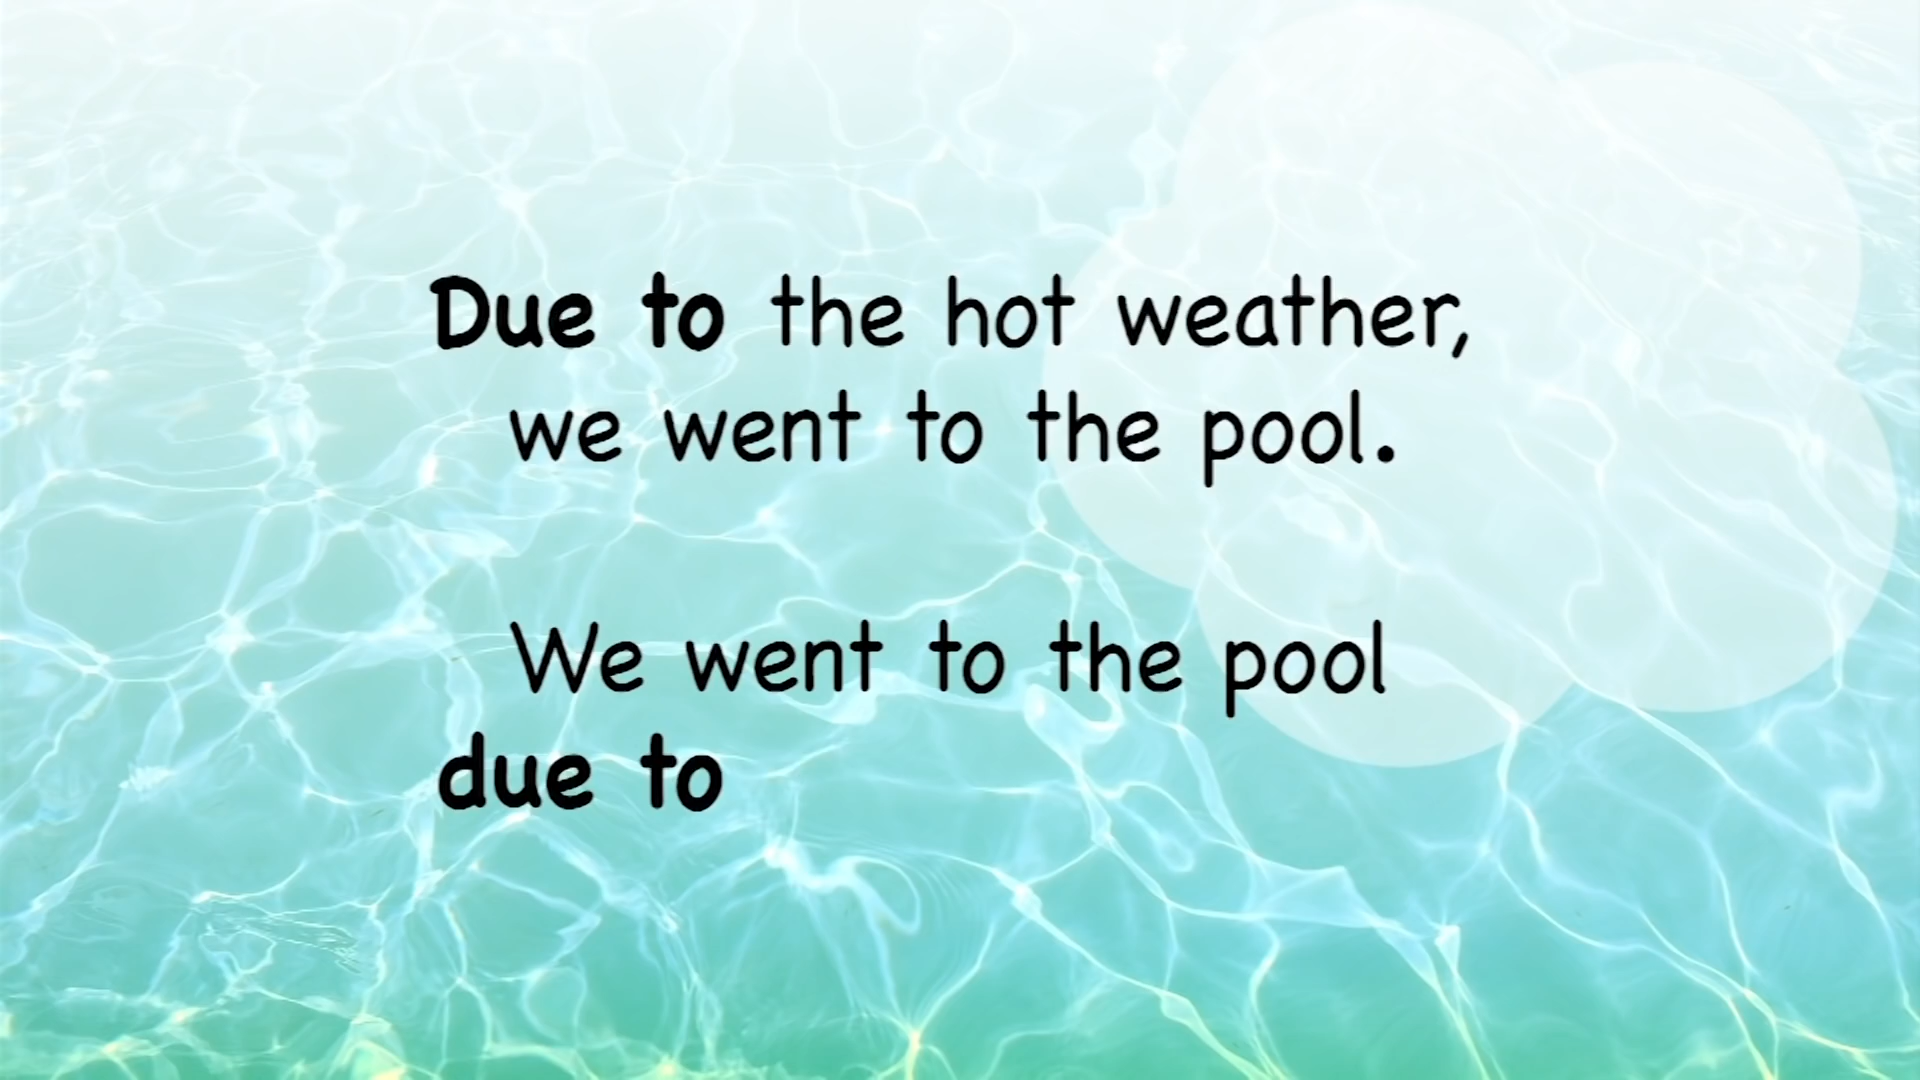 Due to the hot weather,
we went to the pool.
We went to the pool
due to